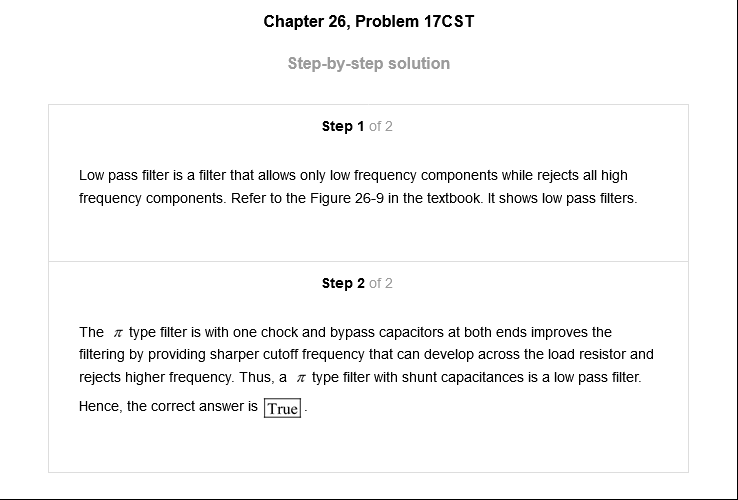 Chapter 26, Problem 17CST
Step-by-step solution
Step 1 of 2
Low pass filter is a filter that allows only low frequency components while rejects all high
frequency components. Refer to the Figure 26-9 in the textbook. It shows low pass filters.
Step 2 of 2
The π type filter is with one chock and bypass capacitors at both ends improves the
filtering by providing sharper cutoff frequency that can develop across the load resistor and
rejects higher frequency. Thus, a π type filter with shunt capacitances is a low pass filter.
Hence, the correct answer is True.